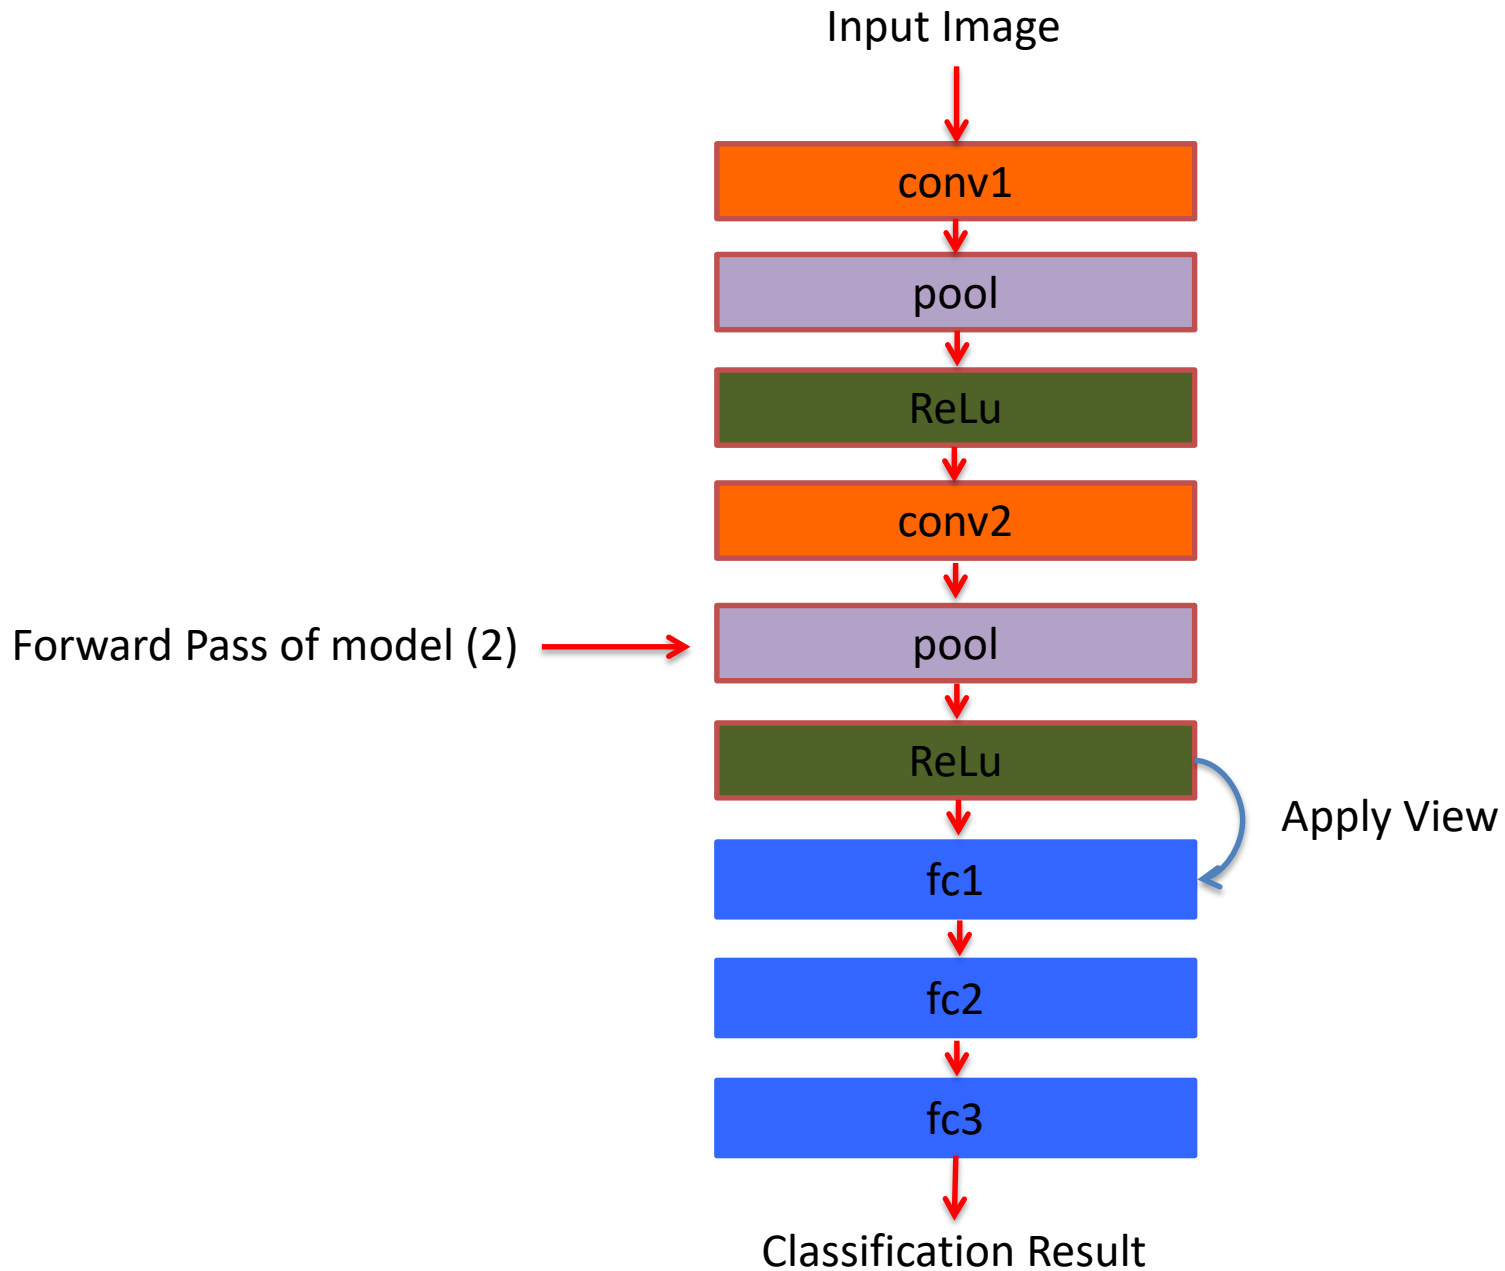 Input Image
conv1
pool
ReLu
conv2
Forward Pass of model (2)
pool
ReLu
Apply View
fc1
fc2
fc3
Classification Result